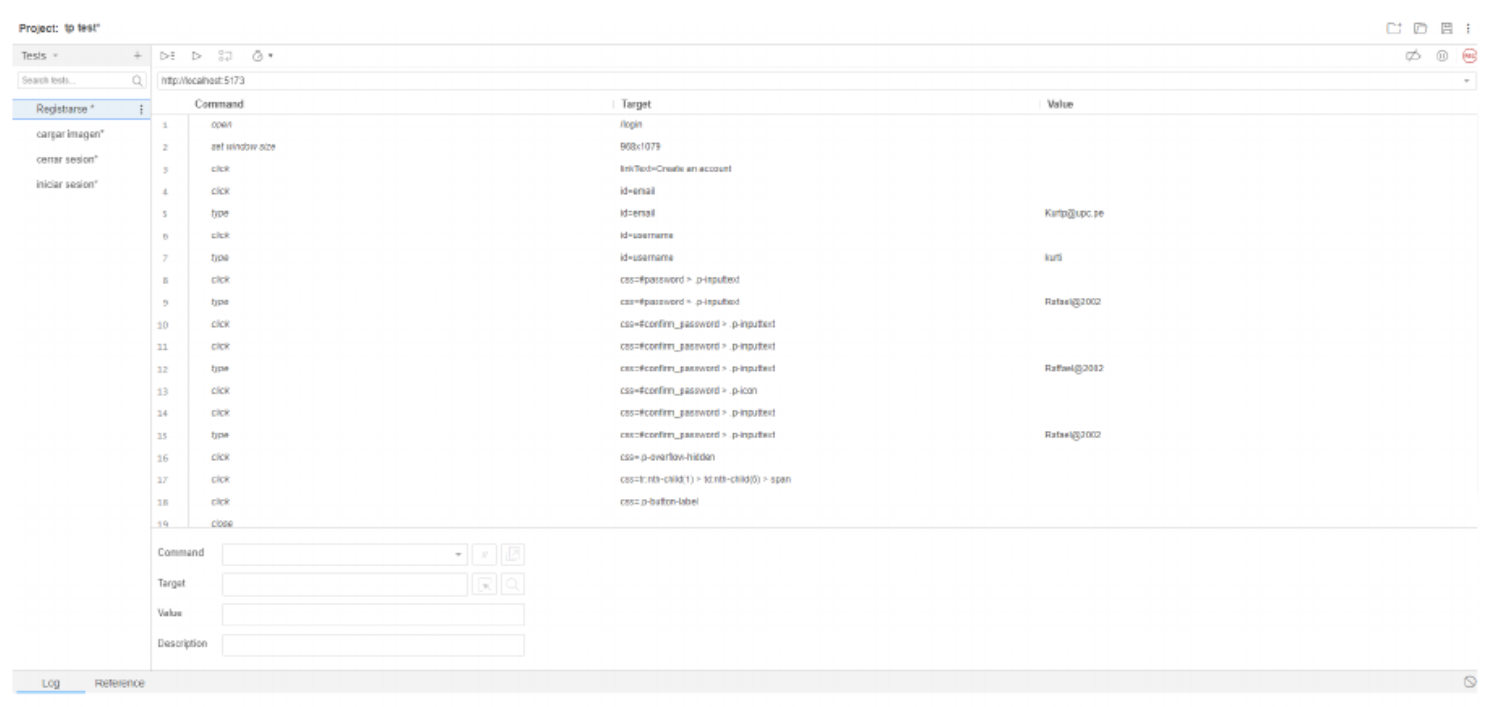 Project: tp test*
Tests
Search tests...
http://localhost:5173
Registrarse *
cargar imagen*
cerrar sesion*
iniciar sesion*
Command Target Value
1 open /login
2 set window size 968x1079
3 click linkText=Create an account
4 click id=email
5 type id=email Kurtp@upc.pe
6 click id=username
7 type id=username kurti
8 click css=#password > .p-inputtext
9 type css=#password > .p-inputtext Rafael@2002
10 click css=#confirm_password > .p-inputtext
11 click css=#confirm_password > .p-inputtext
12 type css=#confirm_password > .p-inputtext Raffael@2002
13 click css=#confirm_password > .p-icon
14 click css=#confirm_password > .p-inputtext
15 type css=#confirm_password > .p-inputtext Rafael@2002
16 click css=.p-overflow-hidden
17 click css=tr:nth-child(1) > td:nth-child(6) > span
18 click css=.p-button-label
19 close
Command
//
Target
Value
Description
Log Reference
REC